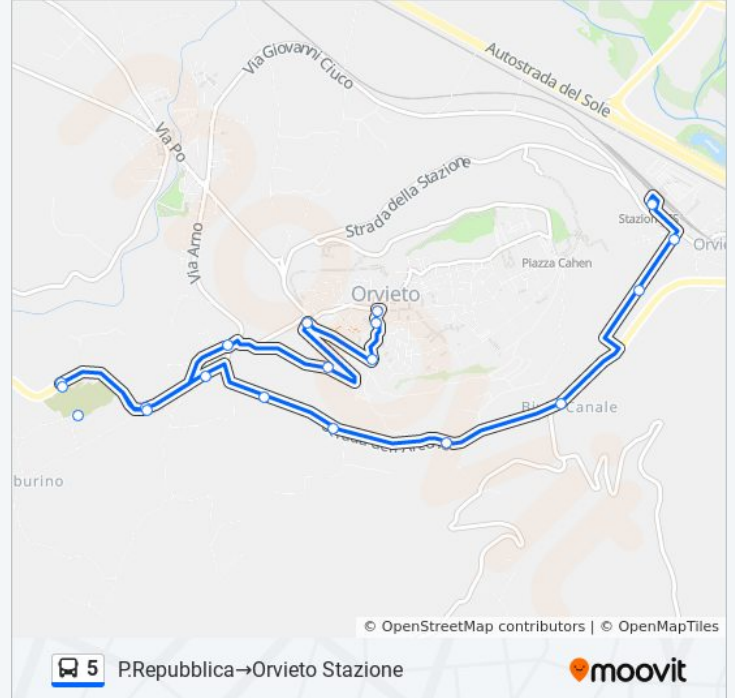 Via Giovanni Ciuco
Autostrada del Sole
Via Po
Strada della Stazione
Stazion
Via Arno
Orvie
Piazza Cahen
Orvieto
Canale
burino
© OpenStreetMap contributors | © OpenMapTiles
5 P.Repubblica→Orvieto Stazione
moovit